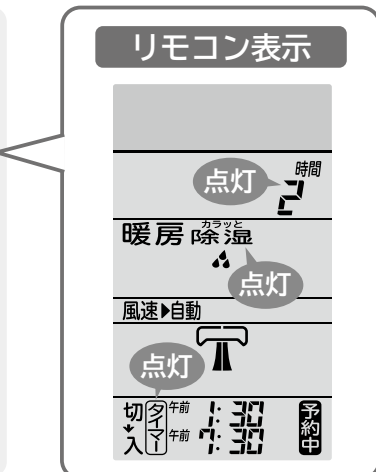 リモコン表示
点灯
時間
2
カラッと
暖房除湿
点灯
風速▶自動
点灯
切 タイマー 午前 1:30 予約中
入 午前 7:30